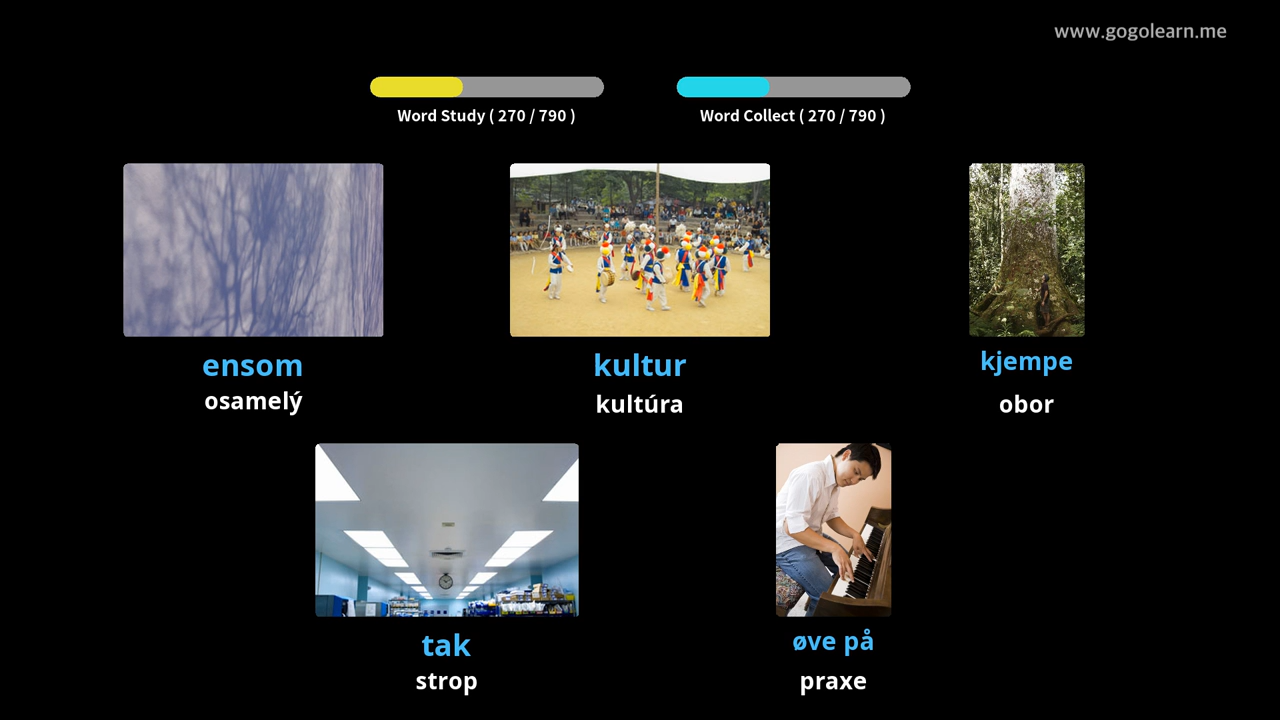 www.gogolearn.me
Word Study ( 270 / 790 )
Word Collect ( 270 / 790 )
ensom
osamelý
kultur
kultúra
kjempe
obor
tak
strop
øve på
praxe